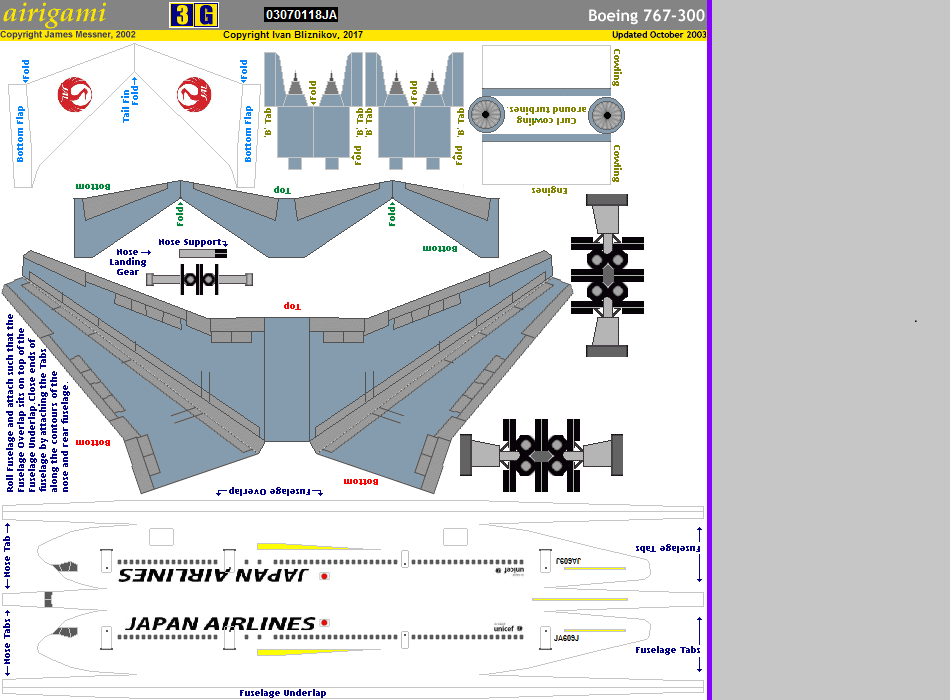 airigami
3G
03070118JA
Boeing 767-300
Copyright James Messner, 2002
Copyright Ivan Bliznikov, 2017
Updated October 2003
Fold
Fold
Bottom Flap
JAL
Tail Fin
Fold→
JAL
Bottom Flap
'B' Tab
Fold
'B' Tab
Fold
'B' Tab
Fold
'B' Tab
Fold
Cowling
Curl cowling
around turbines.
Cowling
Engines
Bottom
Top
Fold
Fold
Bottom
Nose Support
Nose →
Landing
Gear
Top
Roll Fuselage and attach such that the
Fuselage Overlap sits on top of the
Fuselage Underlap. Close ends of
fuselage by attaching the Tabs
along the contours of the
nose and rear fuselage.
Bottom
Bottom
Fuselage Overlap
← Nose Tab →
JAPAN AIRLINES
unicef
JA609J
Fuselage Tabs
← Nose Tabs →
JAPAN AIRLINES
unicef
JA609J
Fuselage Tabs
Fuselage Underlap